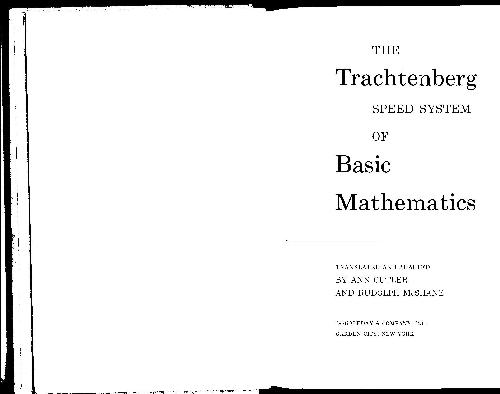 THE
Trachtenberg
SPEED SYSTEM
OF
Basic
Mathematics
TRANSLATED AND ADAPTED
BY ANN CUTLER
AND RUDOLPH McSHANE
DOUBLEDAY & COMPANY, INC.
GARDEN CITY, NEW YORK